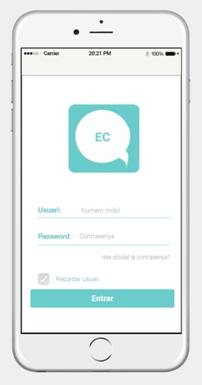 Carrier 20:21 PM 100%
EC
Usuari: Número mòbil
Password: Contrasenya
Has oblidat la contrasenya?
Recordar usuari
Entrar